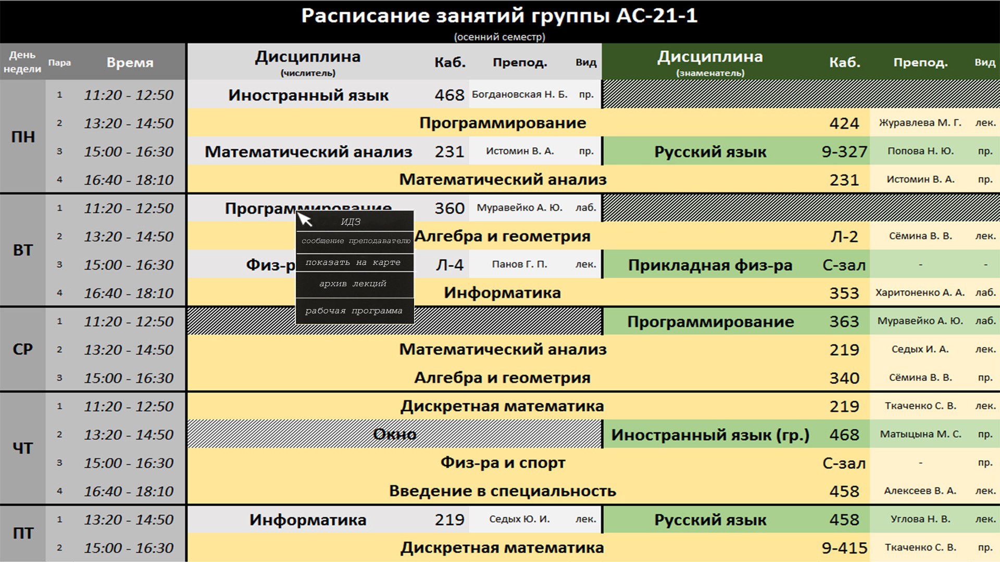 Расписание занятий группы АС-21-1
(осенний семестр)
День недели Пара Время Дисциплина (числитель) Каб. Препод. Вид Дисциплина (знаменатель) Каб. Препод. Вид
ПН
1 11:20 - 12:50 Иностранный язык 468 Богдановская Н. Б. пр.
2 13:20 - 14:50 Программирование 424 Журавлева М. Г. лек.
3 15:00 - 16:30 Математический анализ 231 Истомин В. А. пр. Русский язык 9-327 Попова Н. Ю. пр.
4 16:40 - 18:10 Математический анализ 231 Истомин В. А. пр.
ВТ
1 11:20 - 12:50 Программирование 360 Муравейко А. Ю. лаб.
2 13:20 - 14:50 Алгебра и геометрия Л-2 Сёмина В. В. лек.
3 15:00 - 16:30 Физ-р Л-4 Панов Г. П. лек. Прикладная физ-ра С-зал - -
4 16:40 - 18:10 Информатика 353 Харитоненко А. А. лаб.
ИДЗ
сообщение преподавателю
показать на карте
архив лекций
рабочая программа
СР
1 11:20 - 12:50 Программирование 363 Муравейко А. Ю. лаб.
2 13:20 - 14:50 Математический анализ 219 Седых И. А. лек.
3 15:00 - 16:30 Алгебра и геометрия 340 Сёмина В. В. пр.
ЧТ
1 11:20 - 12:50 Дискретная математика 219 Ткаченко С. В. лек.
2 13:20 - 14:50 Окно Иностранный язык (гр.) 468 Матыцына М. С. пр.
3 15:00 - 16:30 Физ-ра и спорт С-зал - пр.
4 16:40 - 18:10 Введение в специальность 458 Алексеев В. А. лек.
ПТ
1 13:20 - 14:50 Информатика 219 Седых Ю. И. лек. Русский язык 458 Углова Н. В. лек.
2 15:00 - 16:30 Дискретная математика 9-415 Ткаченко С. В. пр.